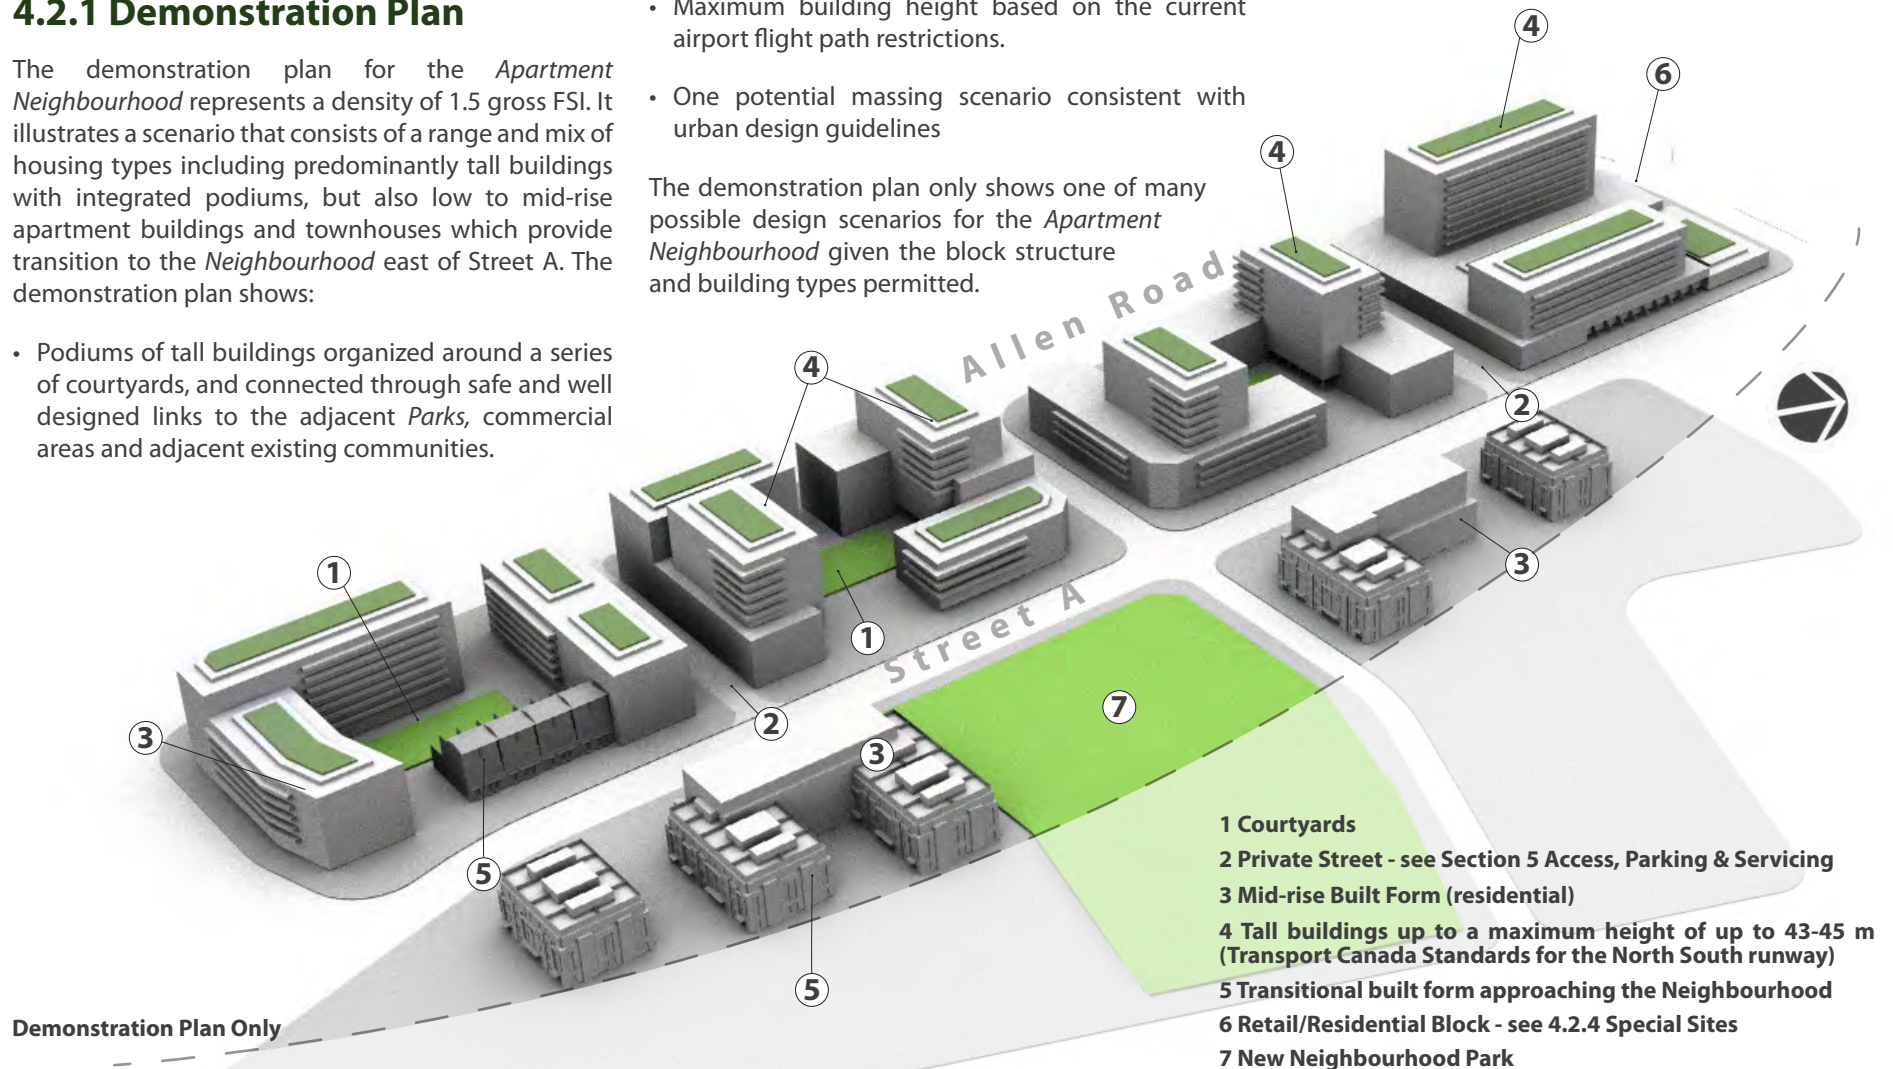 4.2.1 Demonstration Plan
The demonstration plan for the Apartment
Neighbourhood represents a density of 1.5 gross FSI. It
illustrates a scenario that consists of a range and mix of
housing types including predominantly tall buildings
with integrated podiums, but also low to mid-rise
apartment buildings and townhouses which provide
transition to the Neighbourhood east of Street A. The
demonstration plan shows:
• Podiums of tall buildings organized around a series
of courtyards, and connected through safe and well
designed links to the adjacent Parks, commercial
areas and adjacent existing communities.
• Maximum building height based on the current
airport flight path restrictions.
• One potential massing scenario consistent with
urban design guidelines
The demonstration plan only shows one of many
possible design scenarios for the Apartment
Neighbourhood given the block structure
and building types permitted.
4
6
4
Allen Road
4
2
1
3
1
Street A
7
2
3
3
5
5
1 Courtyards
2 Private Street - see Section 5 Access, Parking & Servicing
3 Mid-rise Built Form (residential)
4 Tall buildings up to a maximum height of up to 43-45 m
(Transport Canada Standards for the North South runway)
5 Transitional built form approaching the Neighbourhood
6 Retail/Residential Block - see 4.2.4 Special Sites
7 New Neighbourhood Park
Demonstration Plan Only